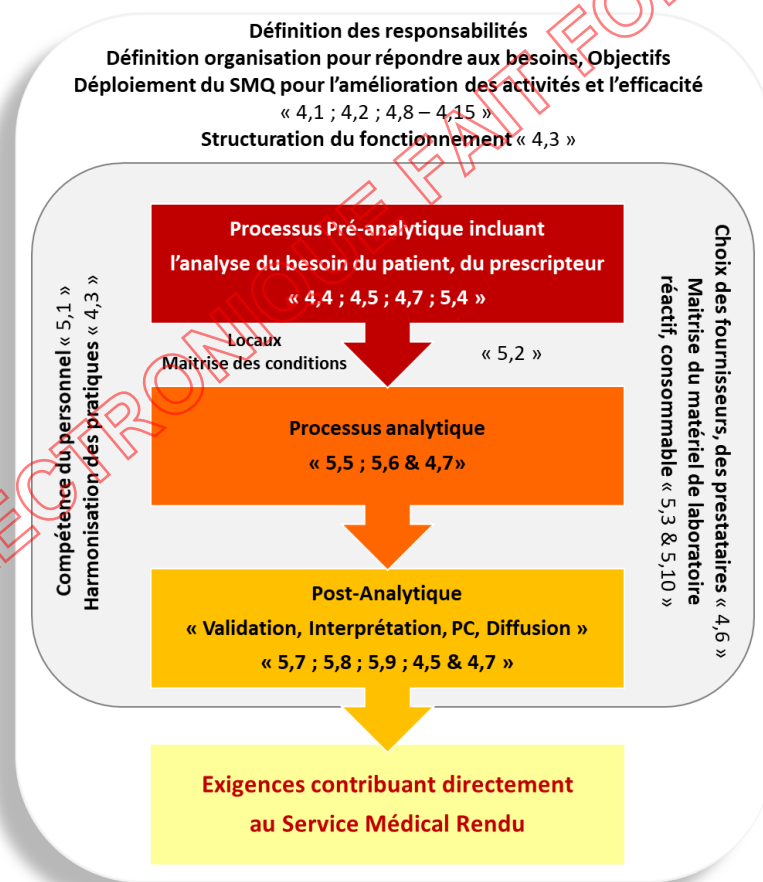 Définition des responsabilités
Définition organisation pour répondre aux besoins, Objectifs
Déploiement du SMQ pour l'amélioration des activités et l'efficacité
« 4,1 ; 4,2 ; 4,8 – 4,15 »
Structuration du fonctionnement « 4,3 »
Processus Pré-analytique incluant
l'analyse du besoin du patient, du prescripteur
« 4,4 ; 4,5 ; 4,7 ; 5,4 »
Locaux
Maitrise des conditions
« 5,2 »
Compétence du personnel « 5,1 »
Harmonisation des pratiques « 4,3 »
Choix des fournisseurs, des prestataires « 4,6 »
Maitrise du matériel de laboratoire
réactif, consommable « 5,3 & 5,10 »
Processus analytique
« 5,5 ; 5,6 & 4,7»
Post-Analytique
« Validation, Interprétation, PC, Diffusion »
« 5,7 ; 5,8 ; 5,9 ; 4,5 & 4,7 »
Exigences contribuant directement
au Service Médical Rendu
ECTRONIQUE FAIT FO